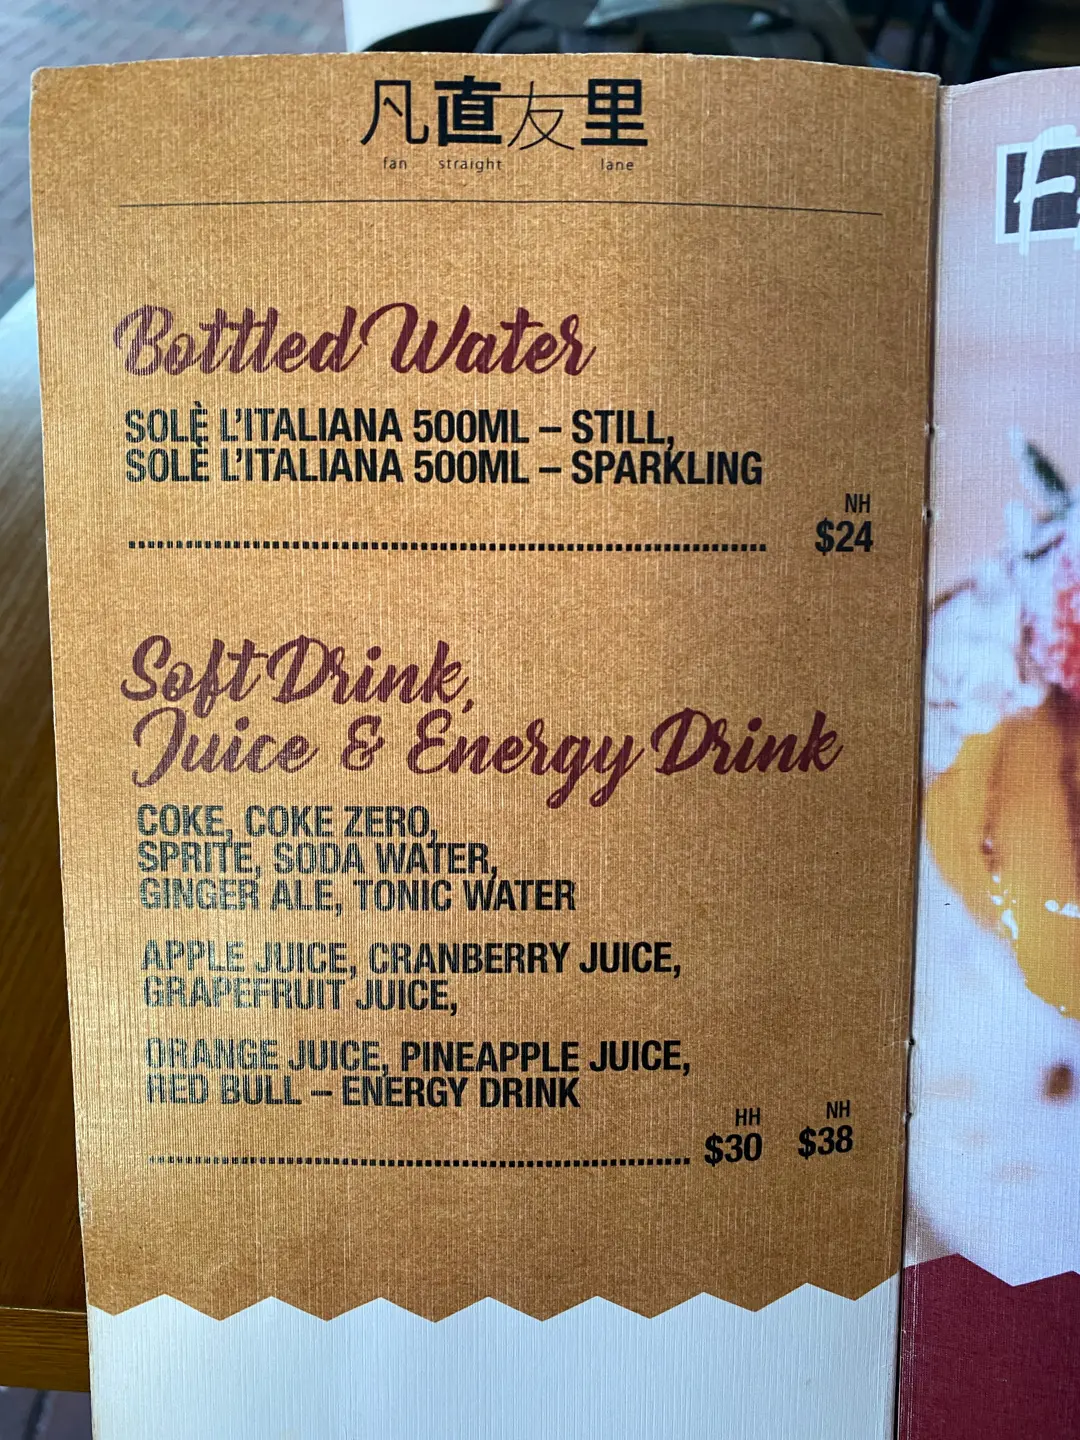 凡直友里
fan straight lane
Bottled Water
SOLÈ L'ITALIANA 500ML – STILL,
SOLÈ L'ITALIANA 500ML – SPARKLING
NH
$24
Soft Drink,
Juice & Energy Drink
COKE, COKE ZERO,
SPRITE, SODA WATER,
GINGER ALE, TONIC WATER
APPLE JUICE, CRANBERRY JUICE,
GRAPEFRUIT JUICE,
ORANGE JUICE, PINEAPPLE JUICE,
RED BULL – ENERGY DRINK
HH NH
$30 $38